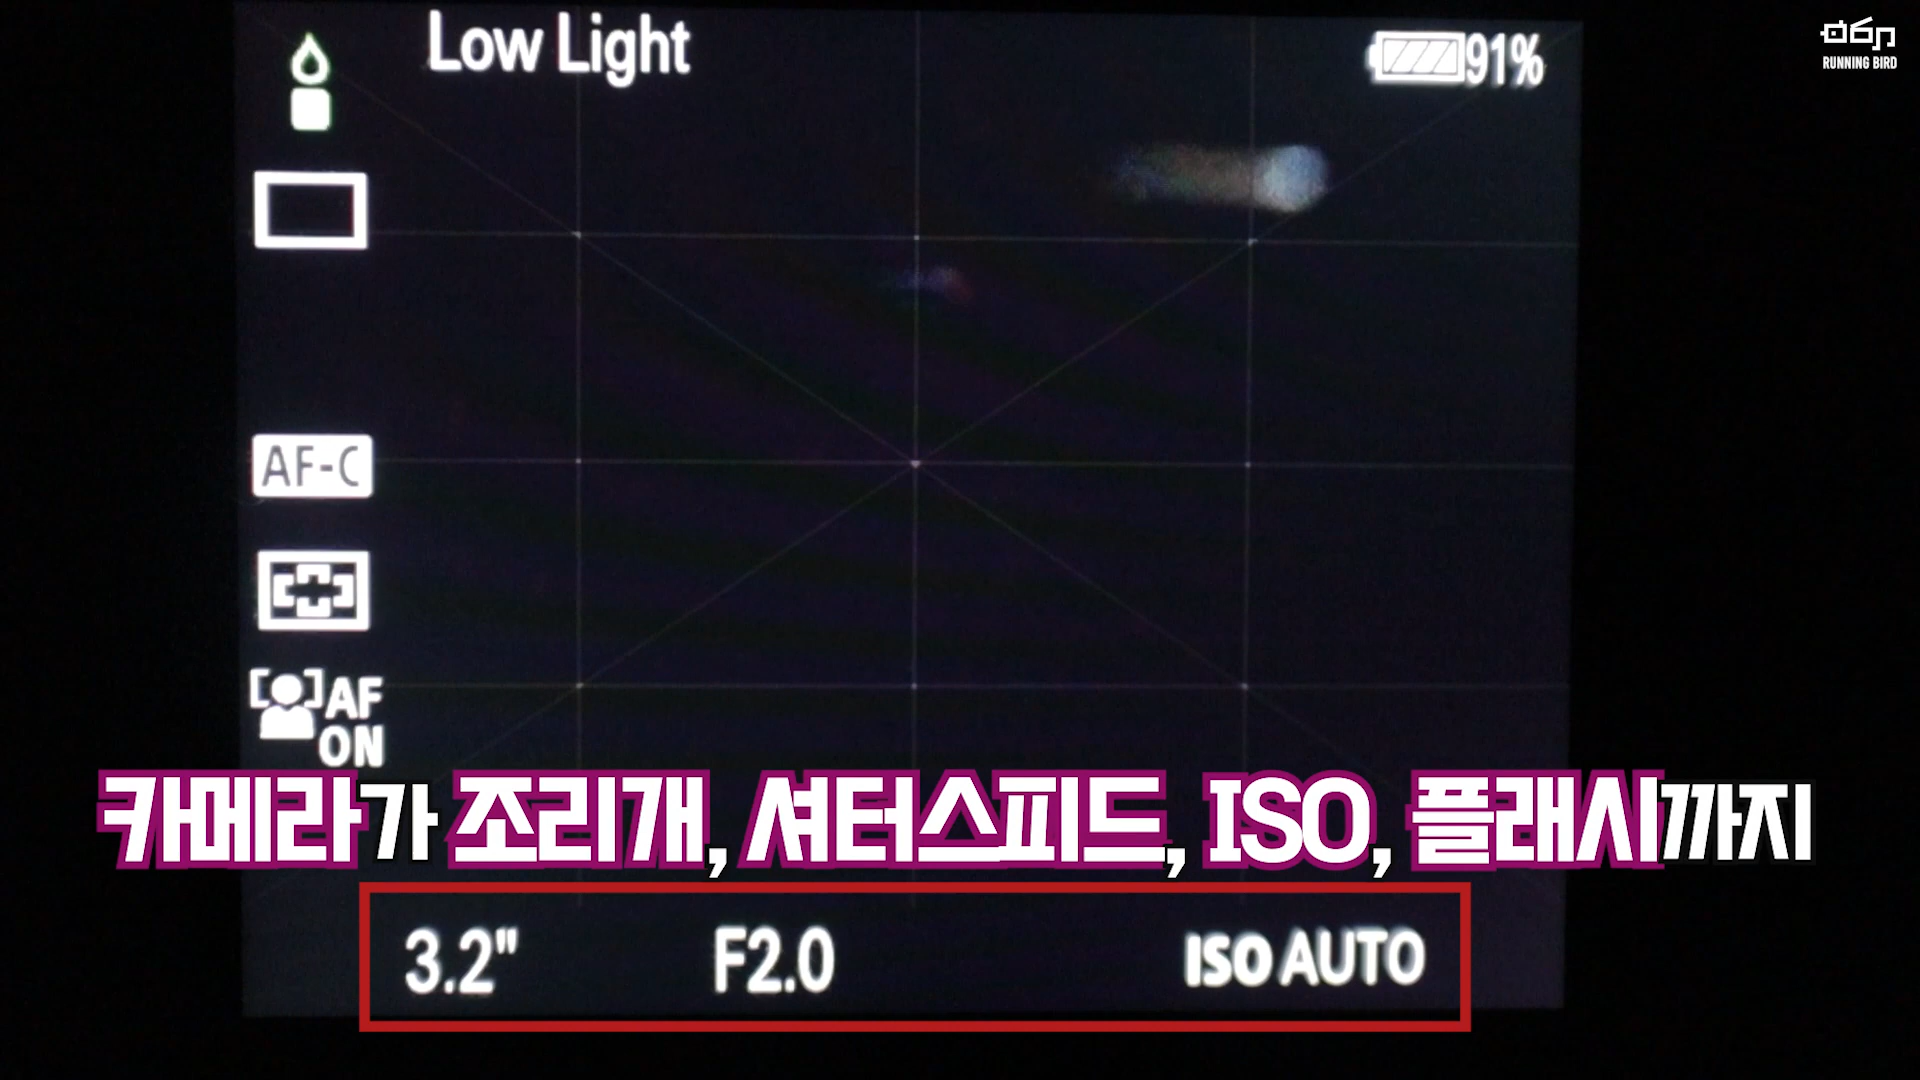 Low Light
91%
RUNNING BIRD
AF-C
AF
ON
카메라가 조리개, 셔터스피드, ISO, 플래시까지
3.2" F2.0 ISO AUTO